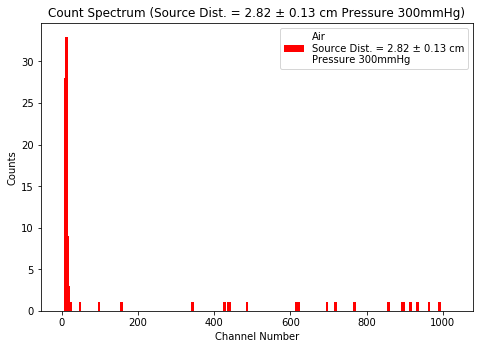 Count Spectrum (Source Dist. = 2.82 ± 0.13 cm Pressure 300mmHg)
Air
Source Dist. = 2.82 ± 0.13 cm
Pressure 300mmHg
Counts
30
25
20
15
10
5
0
0 200 400 600 800 1000
Channel Number